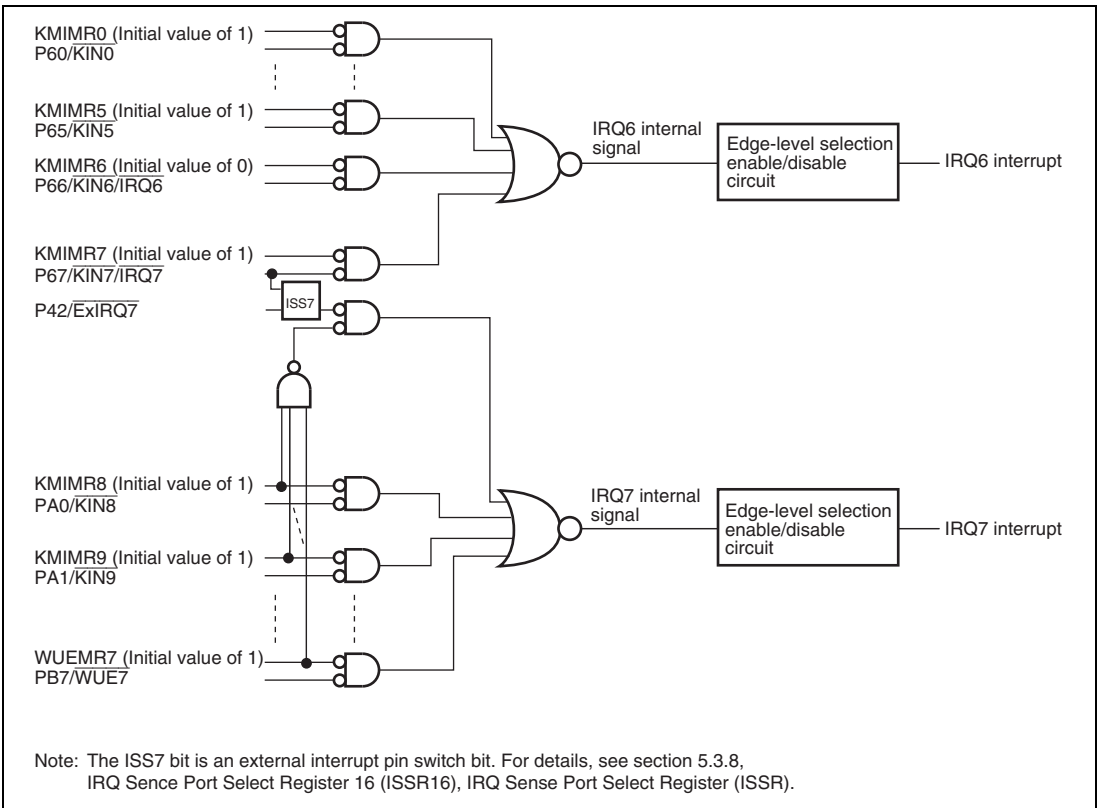 KMIMR0 (Initial value of 1)
P60/KIN0
KMIMR5 (Initial value of 1)
P65/KIN5
KMIMR6 (Initial value of 0)
P66/KIN6/IRQ6
KMIMR7 (Initial value of 1)
P67/KIN7/IRQ7
P42/ExIRQ7
ISS7
IRQ6 internal
signal
Edge-level selection
enable/disable
circuit
IRQ6 interrupt
KMIMR8 (Initial value of 1)
PA0/KIN8
KMIMR9 (Initial value of 1)
PA1/KIN9
WUEMR7 (Initial value of 1)
PB7/WUE7
IRQ7 internal
signal
Edge-level selection
enable/disable
circuit
IRQ7 interrupt
Note: The ISS7 bit is an external interrupt pin switch bit. For details, see section 5.3.8,
IRQ Sence Port Select Register 16 (ISSR16), IRQ Sense Port Select Register (ISSR).